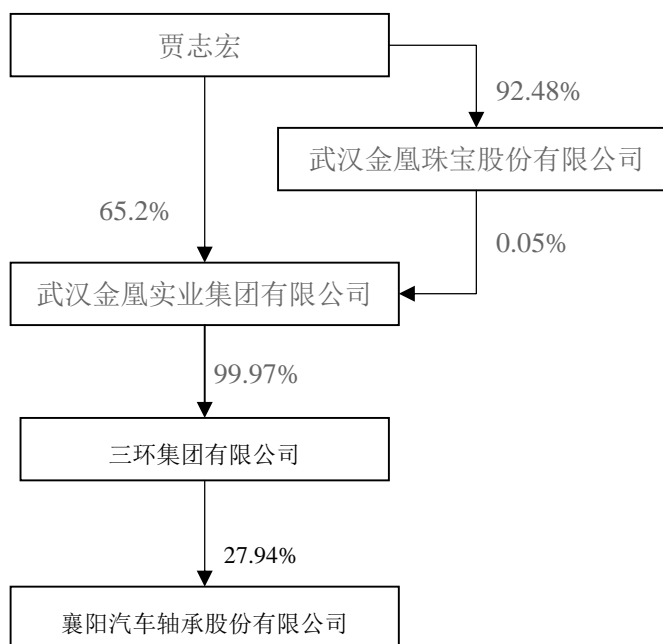 贾志宏
92.48%
武汉金凰珠宝股份有限公司
65.2%
0.05%
武汉金凰实业集团有限公司
99.97%
三环集团有限公司
27.94%
襄阳汽车轴承股份有限公司